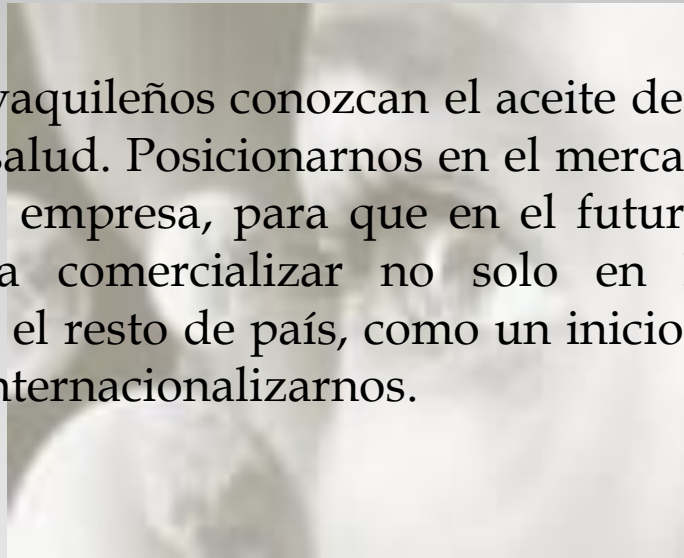 yaquileños conozcan el aceite de
salud. Posicionarnos en el merca
empresa, para que en el futur
a comercializar no solo en
el resto de país, como un inicio
nternacionalizarnos.